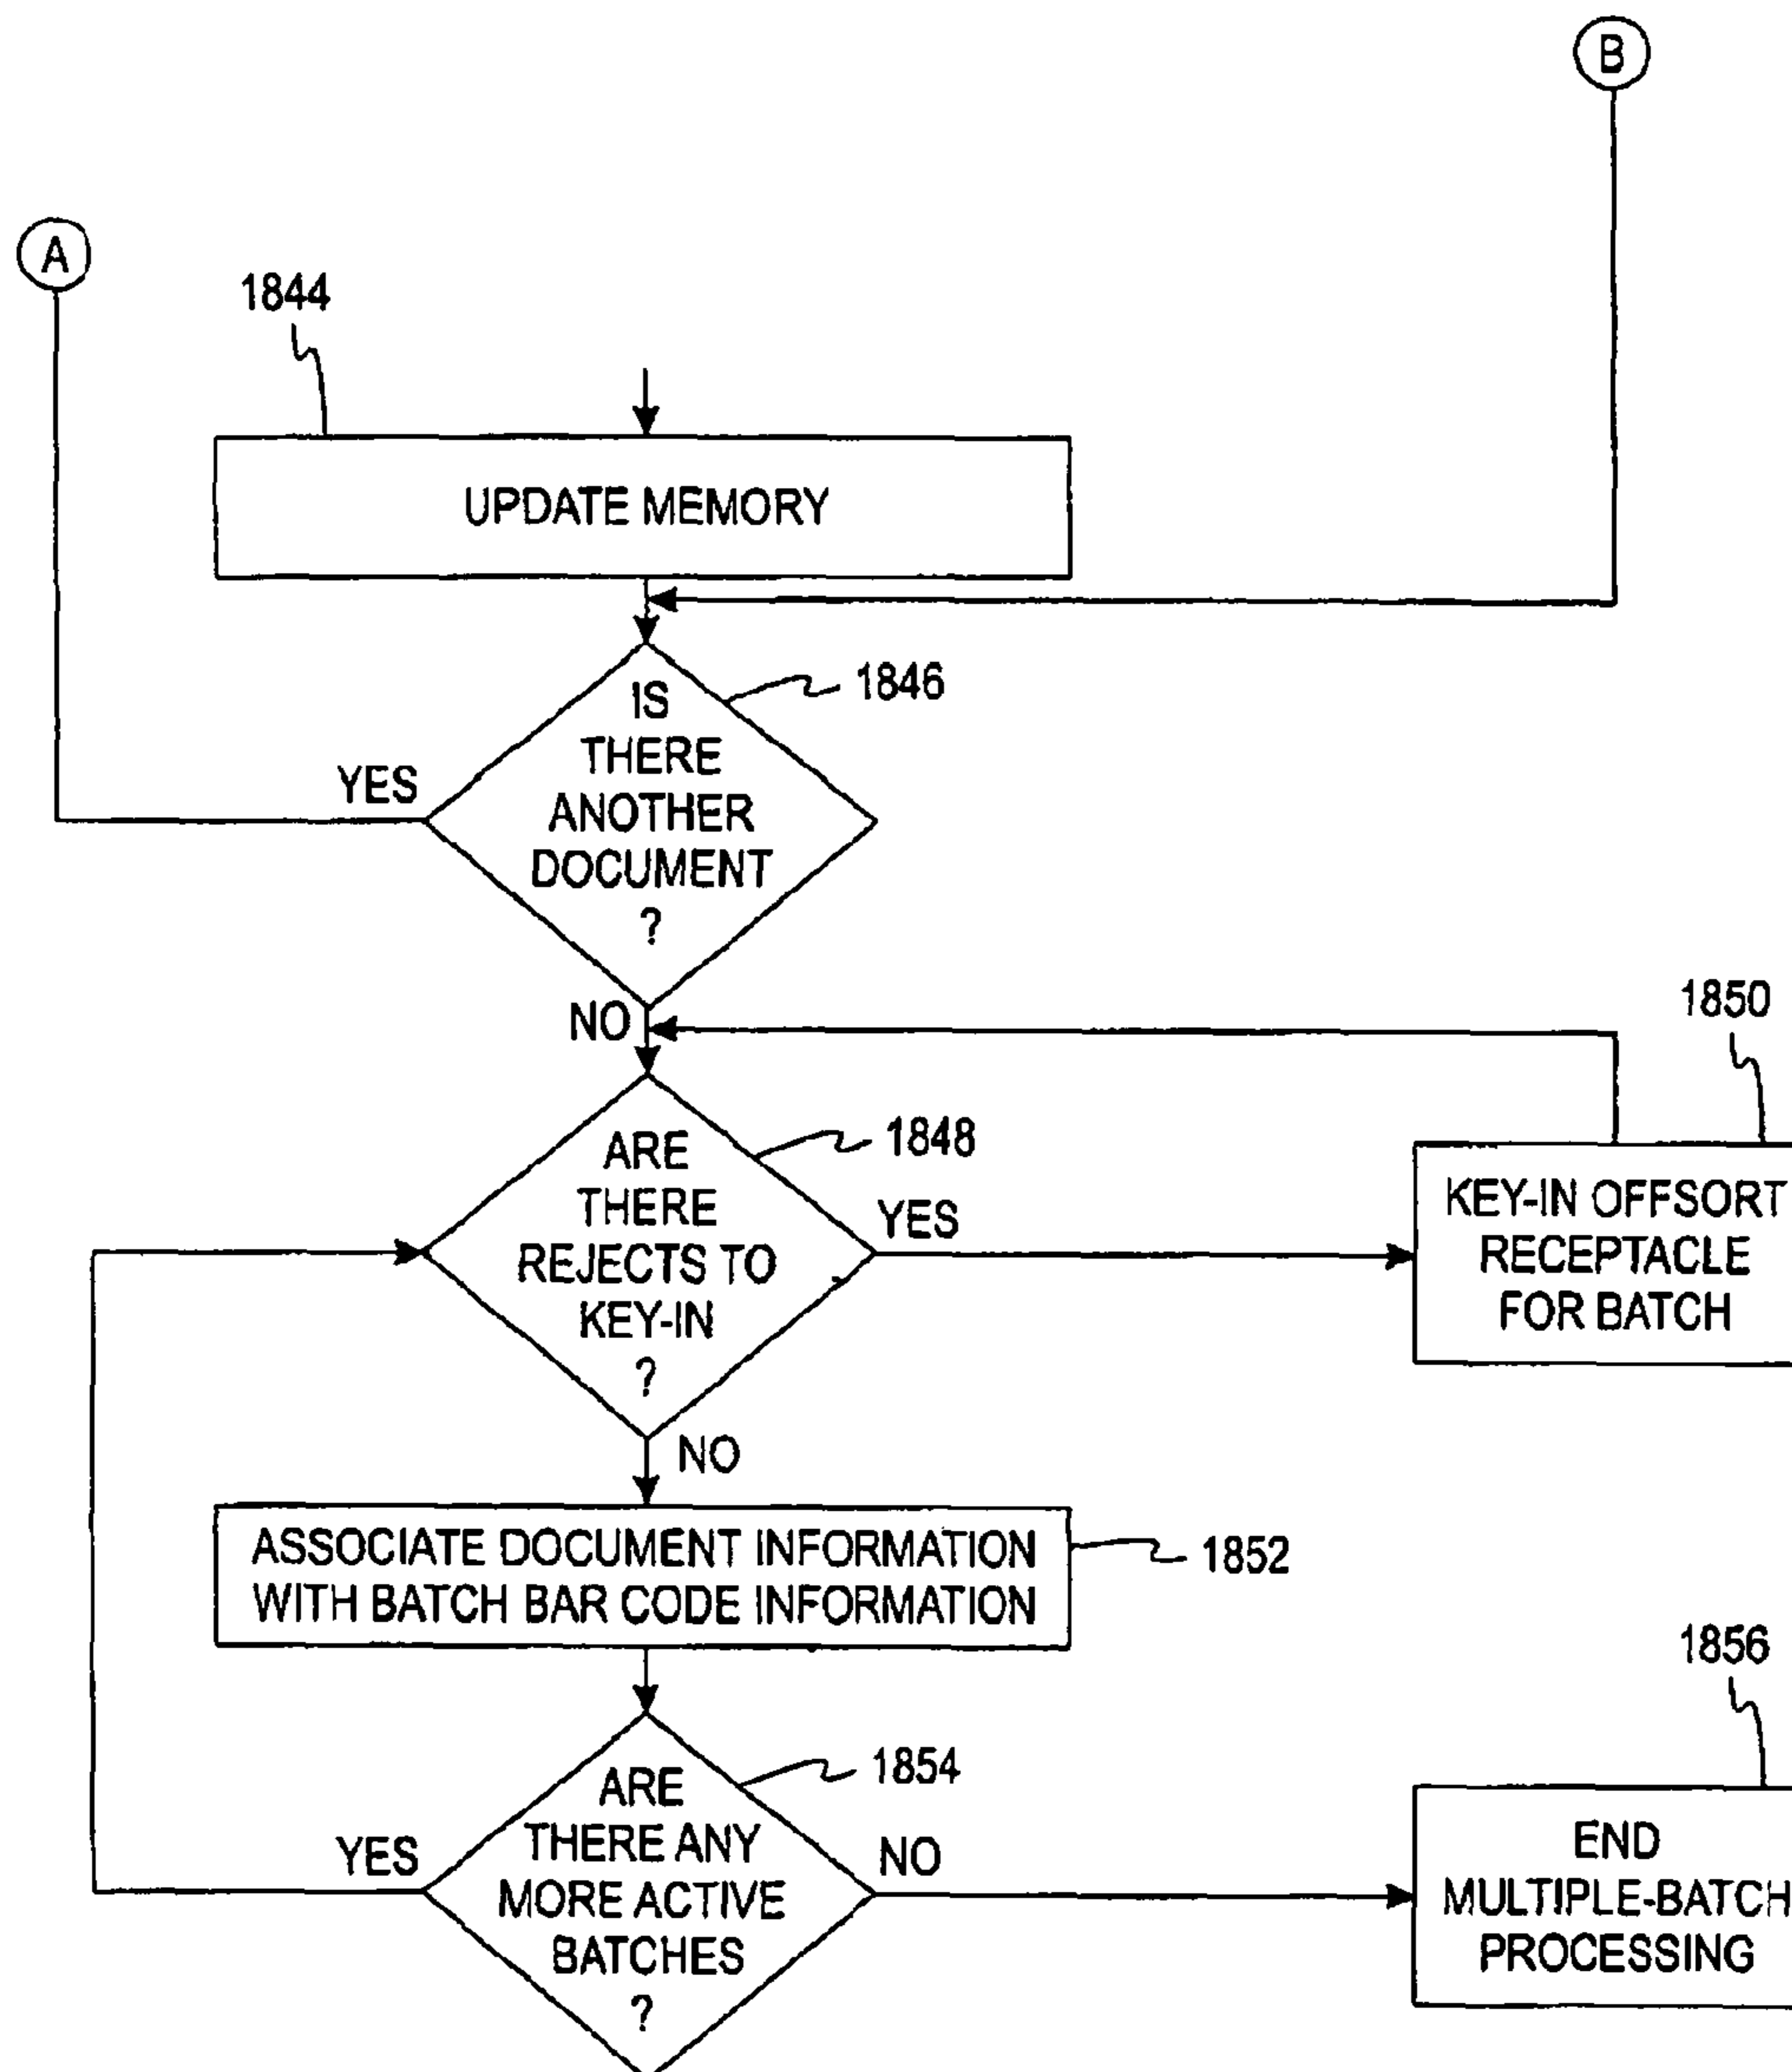 B
A
1844
UPDATE MEMORY
1846
IS
THERE
ANOTHER
DOCUMENT
?
YES
NO
1848
ARE
THERE
REJECTS TO
KEY-IN
?
YES
1850
KEY-IN OFFSORT
RECEPTACLE
FOR BATCH
NO
ASSOCIATE DOCUMENT INFORMATION
WITH BATCH BAR CODE INFORMATION
1852
1854
ARE
THERE ANY
MORE ACTIVE
BATCHES
?
YES
NO
1856
END
MULTIPLE-BATCH
PROCESSING